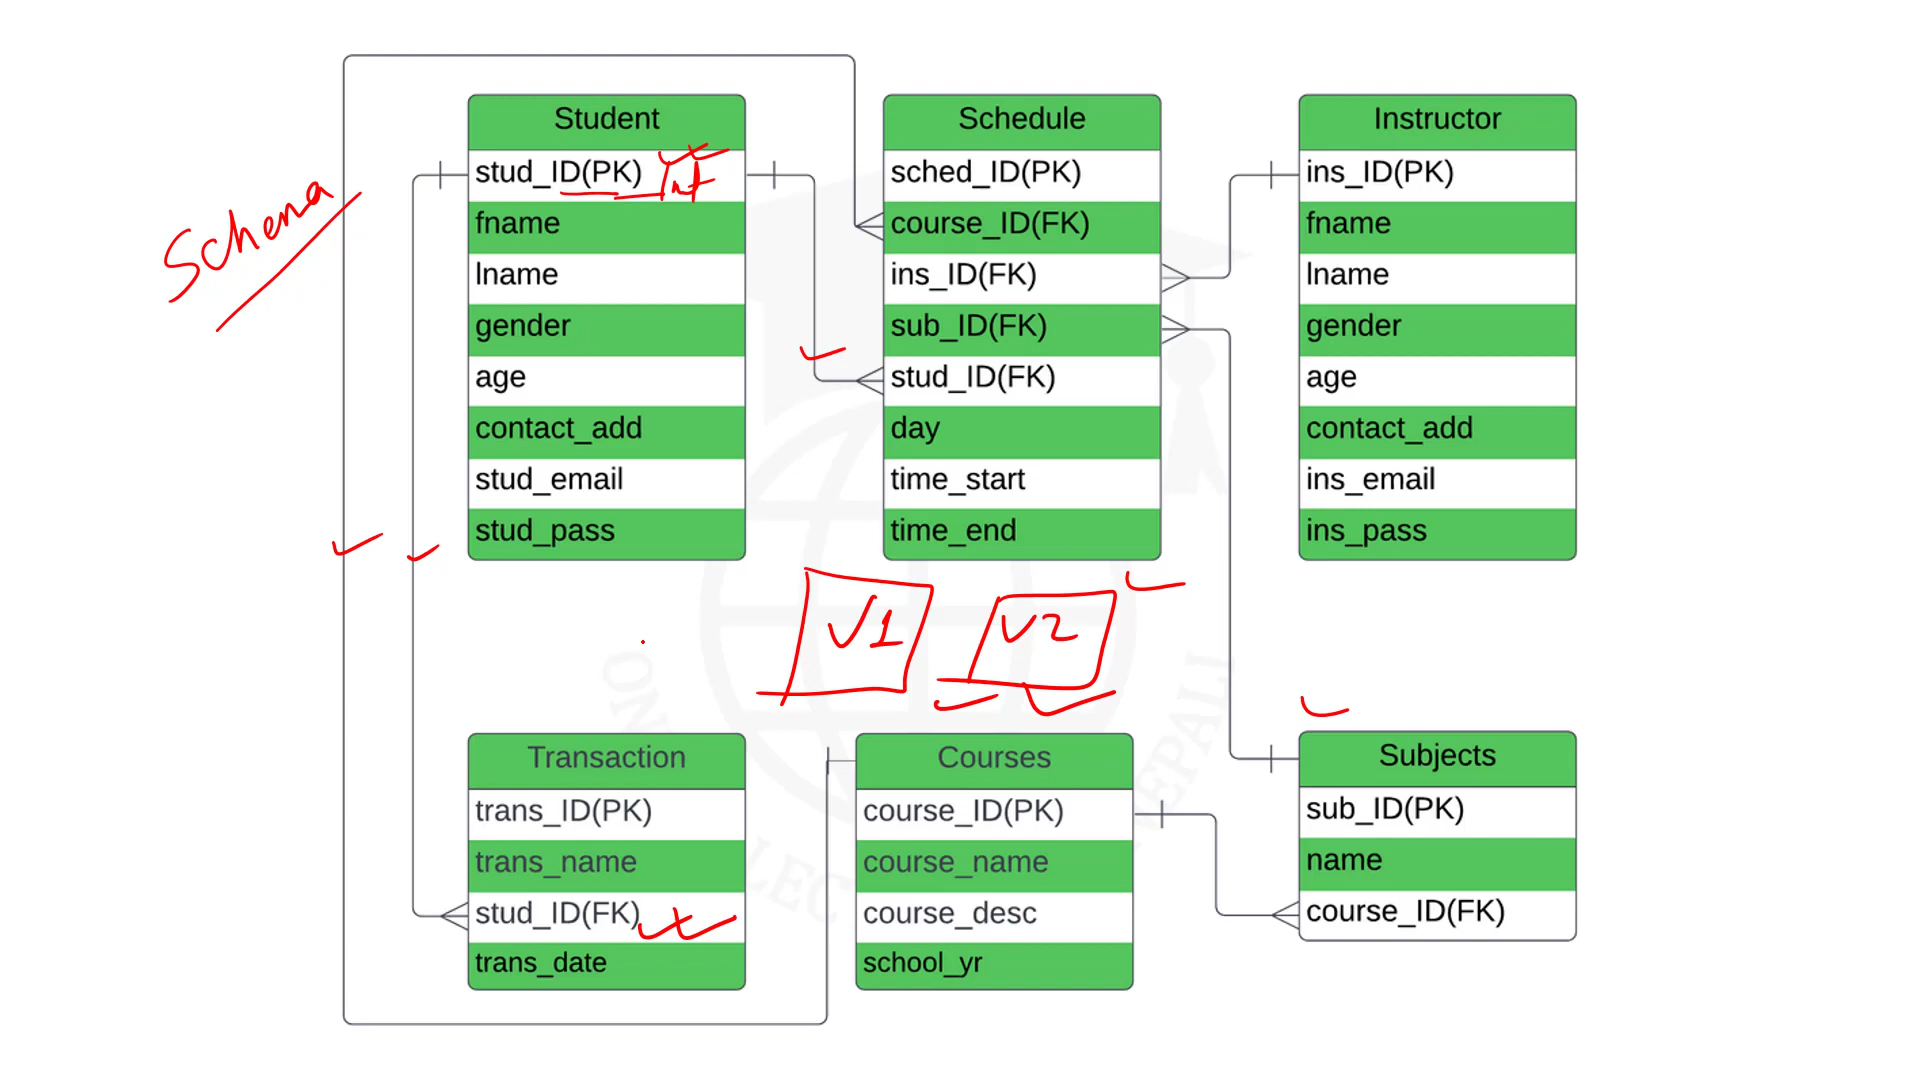 Student
stud_ID(PK) Int
fname
lname
gender
age
contact_add
stud_email
stud_pass
Schedule
sched_ID(PK)
course_ID(FK)
ins_ID(FK)
sub_ID(FK)
stud_ID(FK)
day
time_start
time_end
Instructor
ins_ID(PK)
fname
lname
gender
age
contact_add
ins_email
ins_pass
Schema
V1
V2
Transaction
trans_ID(PK)
trans_name
stud_ID(FK)
trans_date
Courses
course_ID(PK)
course_name
course_desc
school_yr
Subjects
sub_ID(PK)
name
course_ID(FK)